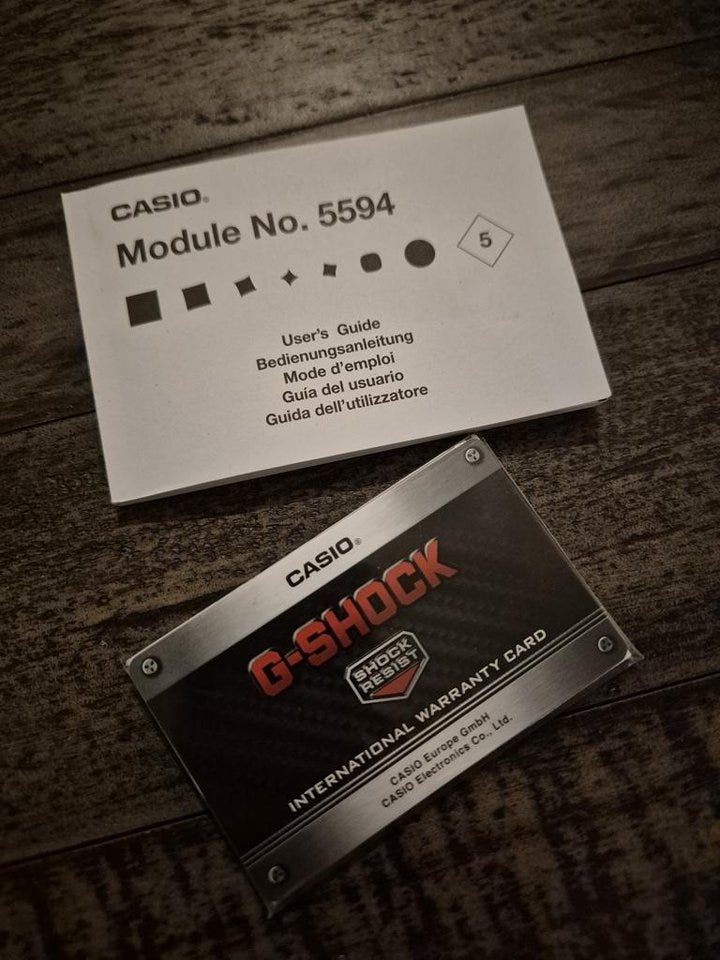 CASIO®
Module No. 5594
5
User's Guide
Bedienungsanleitung
Mode d'emploi
Guía del usuario
Guida dell'utilizzatore
CASIO®
G-SHOCK
SHOCK
RESIST
INTERNATIONAL WARRANTY CARD
CASIO Europe GmbH
CASIO Electronics Co., Ltd.